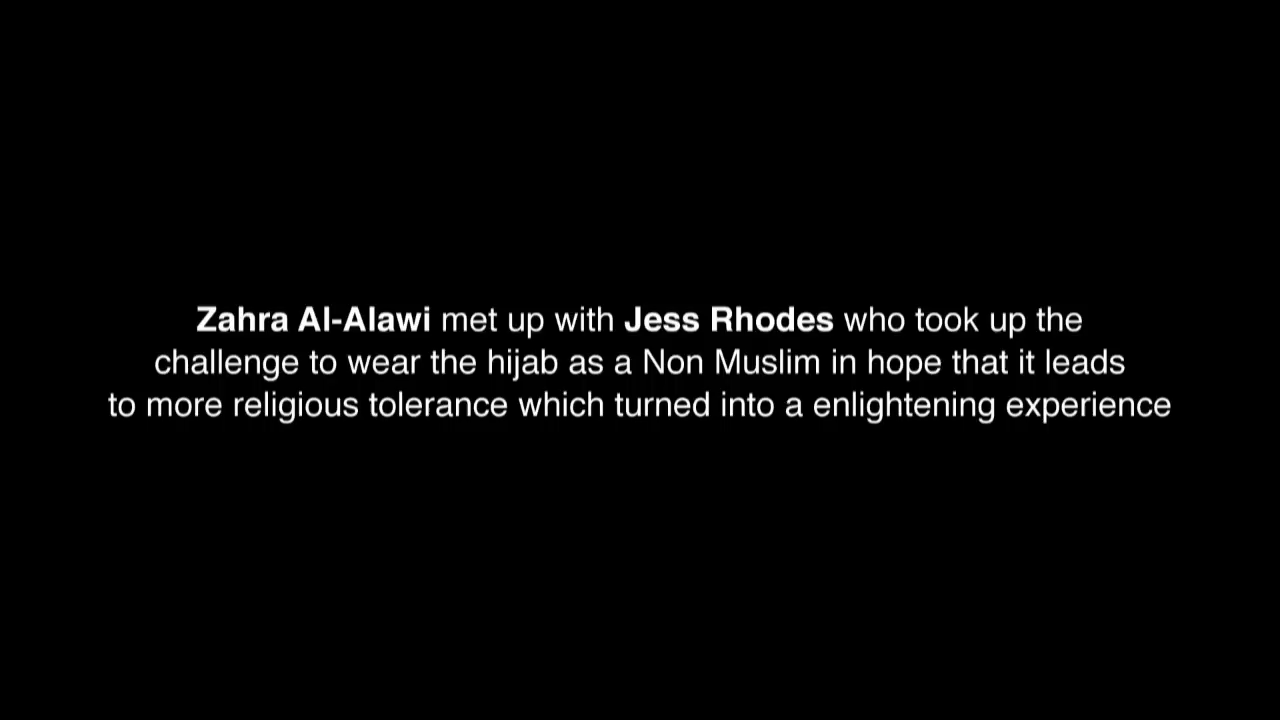 Zahra Al-Alawi met up with Jess Rhodes who took up the
challenge to wear the hijab as a Non Muslim in hope that it leads
to more religious tolerance which turned into a enlightening experience